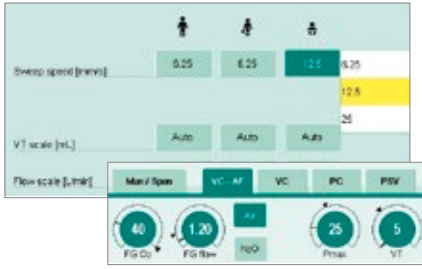 Sweep speed [mm/s] 6.25 6.25 12.5 6.25
12.5
25
VT scale [mL] Auto Auto Auto
Flow scale [L/min]
Man / Spon VC - AF VC PC PSV
40 1.20 Air 25 5
N₂O
FG O₂ FG flow Pmax VT